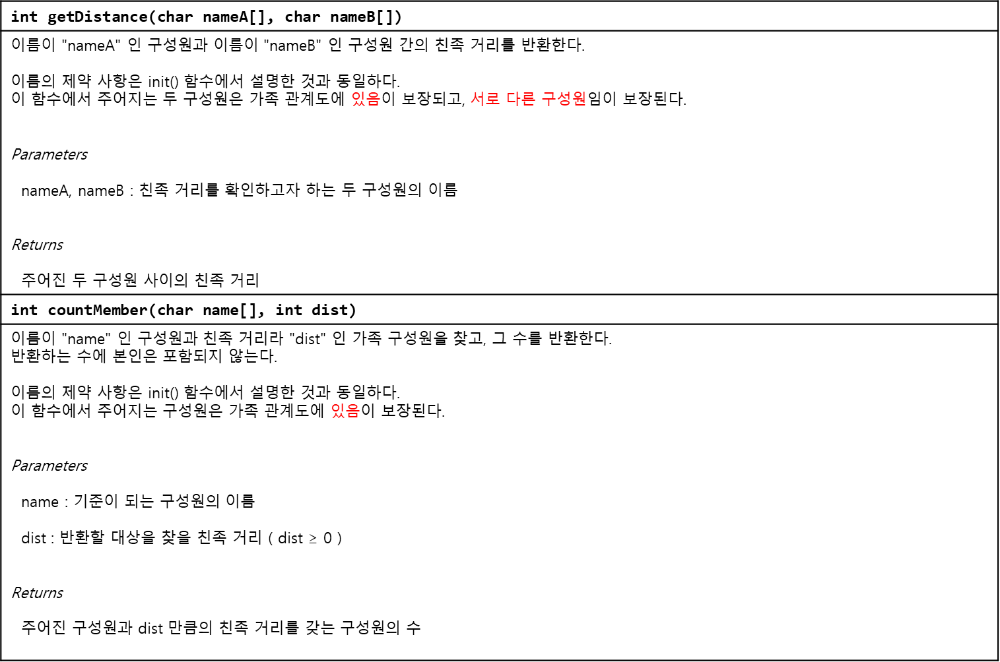 int getDistance(char nameA[], char nameB[])
이름이 "nameA" 인 구성원과 이름이 "nameB" 인 구성원 간의 친족 거리를 반환한다.
이름의 제약 사항은 init() 함수에서 설명한 것과 동일하다.
이 함수에서 주어지는 두 구성원은 가족 관계도에 있음이 보장되고, 서로 다른 구성원임이 보장된다.
Parameters
nameA, nameB : 친족 거리를 확인하고자 하는 두 구성원의 이름
Returns
주어진 두 구성원 사이의 친족 거리
int countMember(char name[], int dist)
이름이 "name" 인 구성원과 친족 거리라 "dist" 인 가족 구성원을 찾고, 그 수를 반환한다.
반환하는 수에 본인은 포함되지 않는다.
이름의 제약 사항은 init() 함수에서 설명한 것과 동일하다.
이 함수에서 주어지는 구성원은 가족 관계도에 있음이 보장된다.
Parameters
name : 기준이 되는 구성원의 이름
dist : 반환할 대상을 찾을 친족 거리 ( dist ≥ 0 )
Returns
주어진 구성원과 dist 만큼의 친족 거리를 갖는 구성원의 수